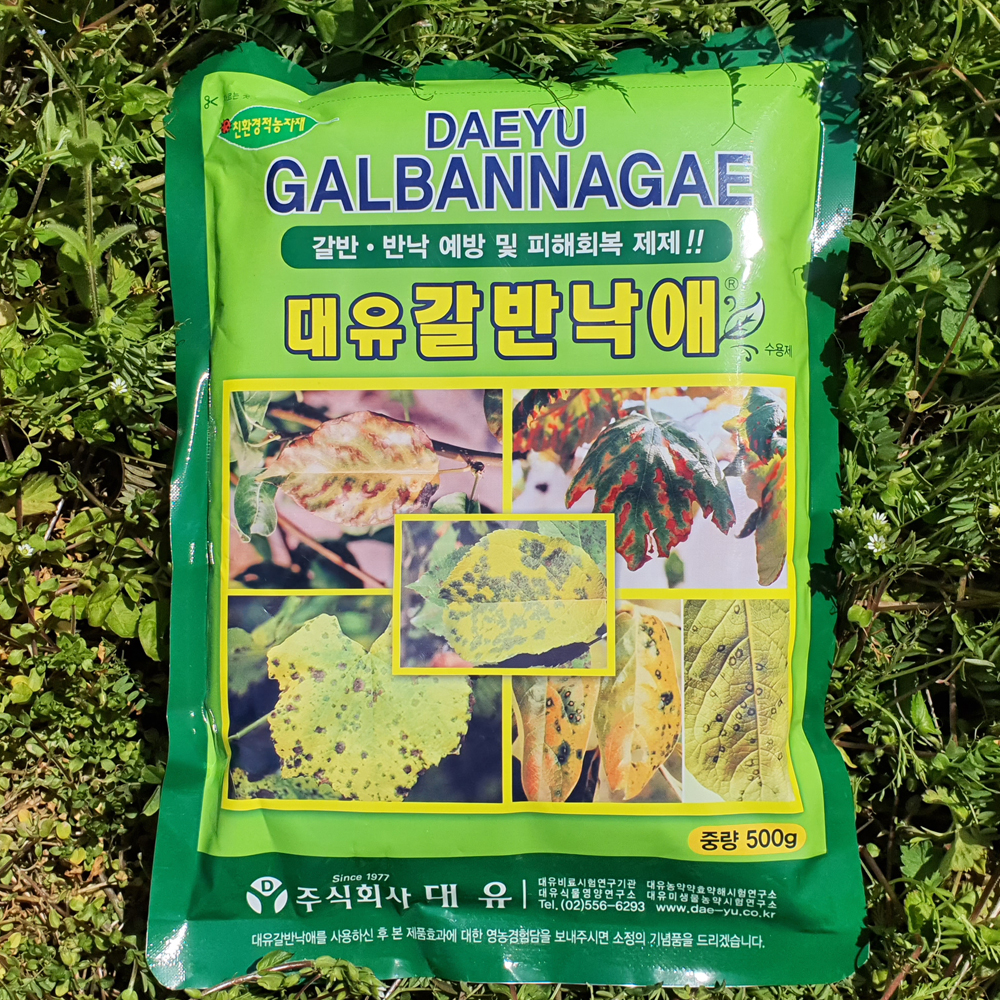 친환경적농자재
DAEYU
GALBANNAGAE
갈반·반낙 예방 및 피해회복 제제!!
대유갈반낙애®
수용제
중량 500g
Since 1977
주식회사 대유
대유비료시험연구기관 대유농약약효약해시험연구소
대유식물영양연구소 대유미생물농약시험연구소
Tel.(02)556-6293 www.dae-yu.co.kr
대유갈반낙애를 사용하신 후 본 제품효과에 대한 영농경험담을 보내주시면 소정의 기념품을 드리겠습니다.